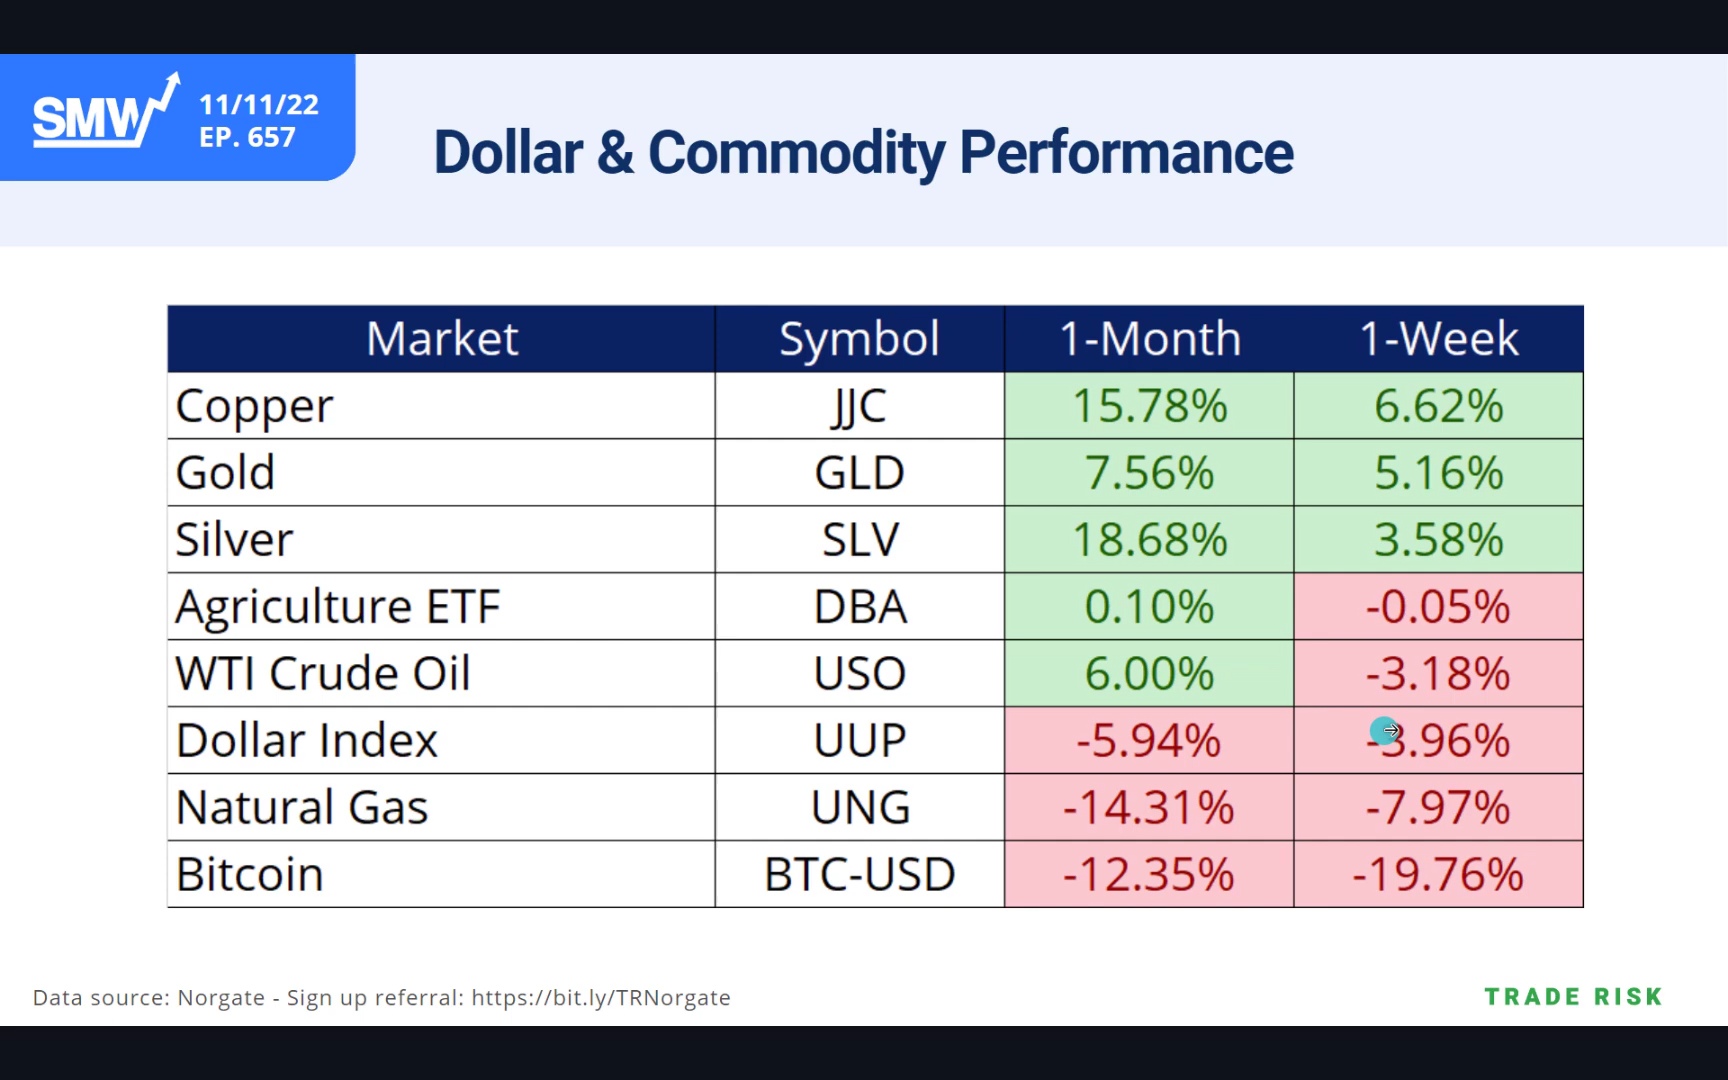 SMW
11/11/22
EP. 657
Dollar & Commodity Performance
Market Symbol 1-Month 1-Week
Copper JJC 15.78% 6.62%
Gold GLD 7.56% 5.16%
Silver SLV 18.68% 3.58%
Agriculture ETF DBA 0.10% -0.05%
WTI Crude Oil USO 6.00% -3.18%
Dollar Index UUP -5.94% -3.96%
Natural Gas UNG -14.31% -7.97%
Bitcoin BTC-USD -12.35% -19.76%
Data source: Norgate - Sign up referral: https://bit.ly/TRNorgate
TRADE RISK